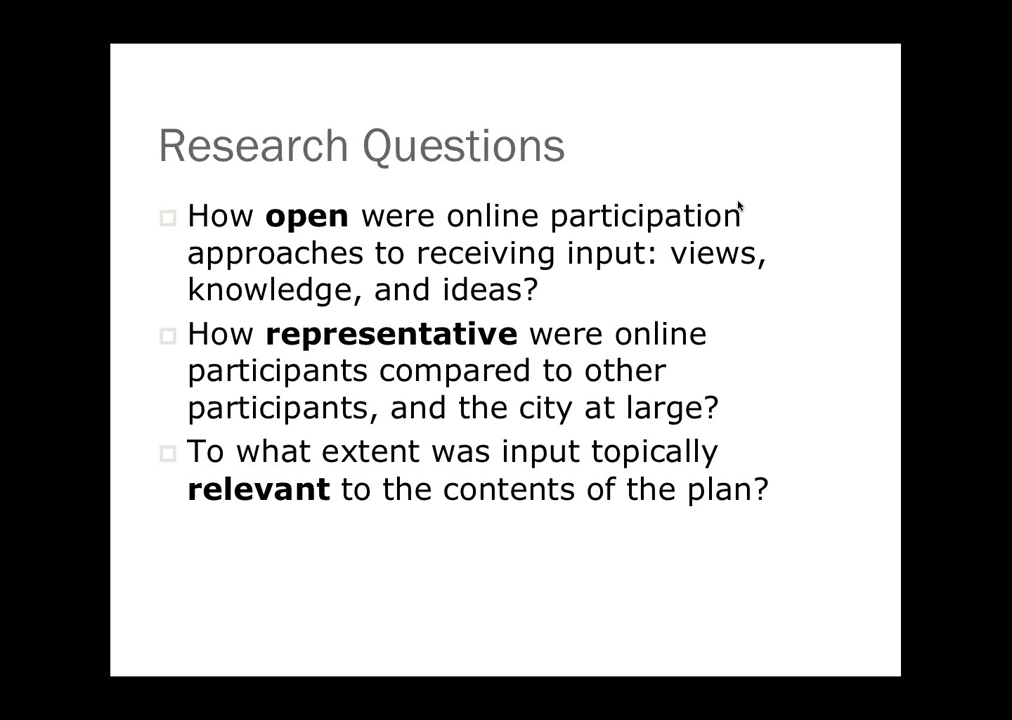 Research Questions
How open were online participation
approaches to receiving input: views,
knowledge, and ideas?
How representative were online
participants compared to other
participants, and the city at large?
To what extent was input topically
relevant to the contents of the plan?